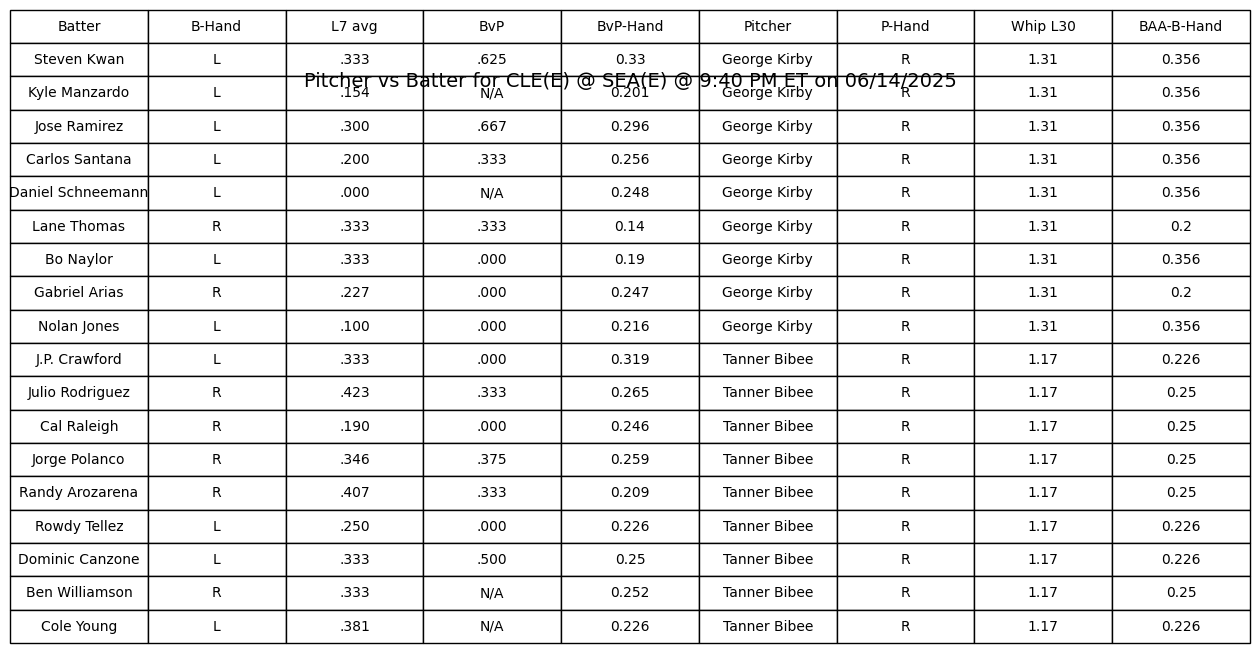 Batter B-Hand L7 avg BvP BvP-Hand Pitcher P-Hand Whip L30 BAA-B-Hand
Steven Kwan L .333 .625 0.33 George Kirby R 1.31 0.356
Pitcher vs Batter for CLE(E) @ SEA(E) @ 9:40 PM ET on 06/14/2025
Kyle Manzardo L .154 N/A 0.201 George Kirby R 1.31 0.356
Jose Ramirez L .300 .667 0.296 George Kirby R 1.31 0.356
Carlos Santana L .200 .333 0.256 George Kirby R 1.31 0.356
Daniel Schneemann L .000 N/A 0.248 George Kirby R 1.31 0.356
Lane Thomas R .333 .333 0.14 George Kirby R 1.31 0.2
Bo Naylor L .333 .000 0.19 George Kirby R 1.31 0.356
Gabriel Arias R .227 .000 0.247 George Kirby R 1.31 0.2
Nolan Jones L .100 .000 0.216 George Kirby R 1.31 0.356
J.P. Crawford L .333 .000 0.319 Tanner Bibee R 1.17 0.226
Julio Rodriguez R .423 .333 0.265 Tanner Bibee R 1.17 0.25
Cal Raleigh R .190 .000 0.246 Tanner Bibee R 1.17 0.25
Jorge Polanco R .346 .375 0.259 Tanner Bibee R 1.17 0.25
Randy Arozarena R .407 .333 0.209 Tanner Bibee R 1.17 0.25
Rowdy Tellez L .250 .000 0.226 Tanner Bibee R 1.17 0.226
Dominic Canzone L .333 .500 0.25 Tanner Bibee R 1.17 0.226
Ben Williamson R .333 N/A 0.252 Tanner Bibee R 1.17 0.25
Cole Young L .381 N/A 0.226 Tanner Bibee R 1.17 0.226